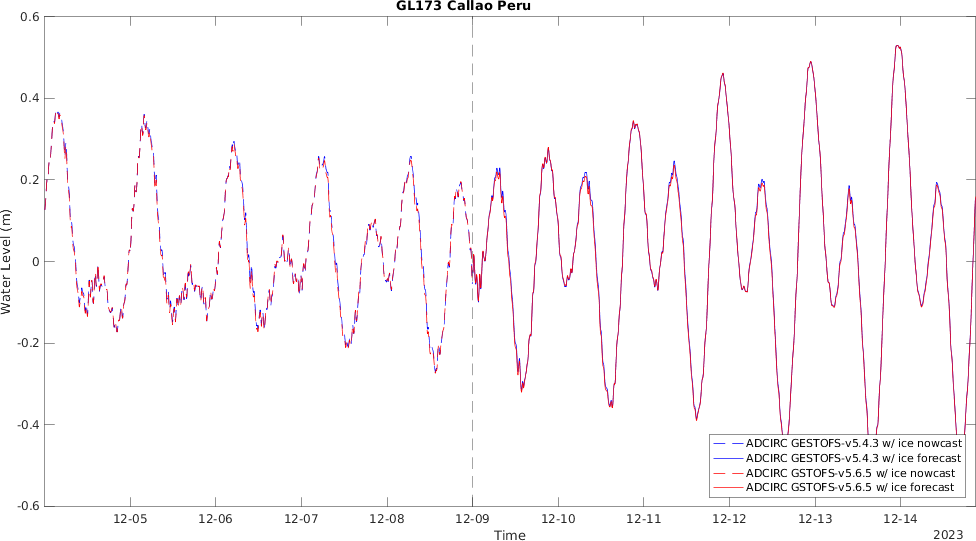 GL173 Callao Peru
0.6
0.4
0.2
0
-0.2
-0.4
-0.6
Water Level (m)
12-05 12-06 12-07 12-08 12-09 12-10 12-11 12-12 12-13 12-14
Time
2023
ADCIRC GESTOFS-v5.4.3 w/ ice nowcast
ADCIRC GESTOFS-v5.4.3 w/ ice forecast
ADCIRC GSTOFS-v5.6.5 w/ ice nowcast
ADCIRC GSTOFS-v5.6.5 w/ ice forecast